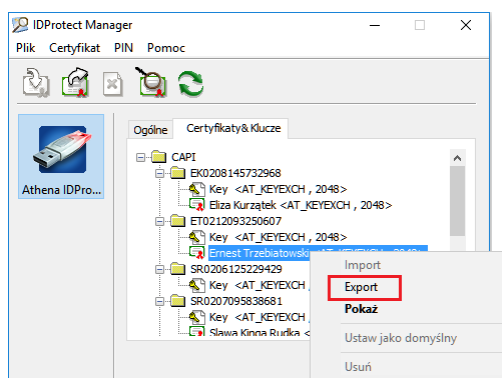 IDProtect Manager
Plik Certyfikat PIN Pomoc
Athena IDPro...
Ogólne Certyfikaty& Klucze
CAPI
EK0208145732968
Key <AT_KEYEXCH , 2048>
Eliza Kurzątek <AT_KEYEXCH , 2048>
ET0212093250607
Key <AT_KEYEXCH , 2048>
Ernest Trzebiatowski
SR0206125229429
Key <AT_KEYEXCH ,
SR0207095838681
Key <AT_KEYEXCH ,
Sława Kinga Rudka <
Import
Export
Pokaż
Ustaw jako domyślny
Usuń